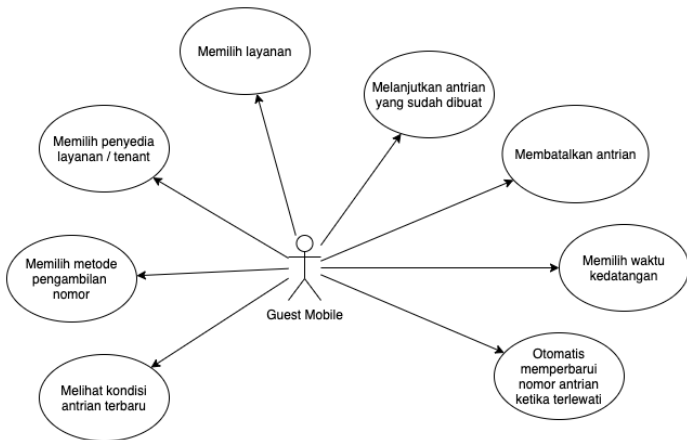 Memilih layanan
Melanjutkan antrian
yang sudah dibuat
Memilih penyedia
layanan / tenant
Membatalkan antrian
Memilih metode
pengambilan
nomor
Memilih waktu
kedatangan
Guest Mobile
Melihat kondisi
antrian terbaru
Otomatis
memperbarui
nomor antrian
ketika terlewati